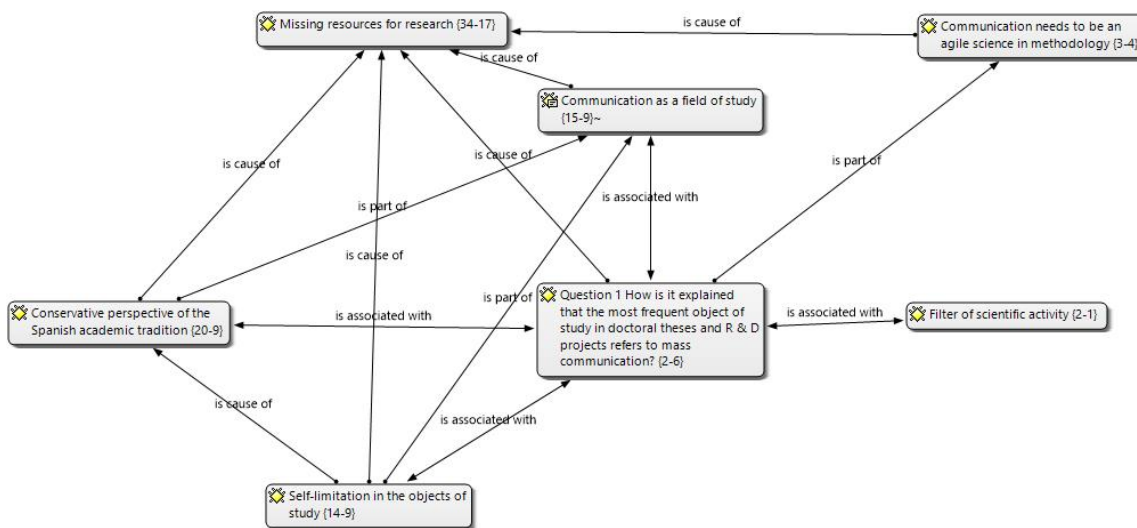 is cause of
Missing resources for research {34-17}
Communication needs to be an
agile science in methodology {3-4}
is cause of
Communication as a field of study
{15-9}~
is cause of
is cause of
is part of
is associated with
is part of
is cause of
Conservative perspective of the
Spanish academic tradition {20-9}
is associated with
is part of
Question 1 How is it explained
that the most frequent object of
study in doctoral theses and R & D
projects refers to mass
communication? {2-6}
is associated with
Filter of scientific activity {2-1}
is cause of
is associated with
Self-limitation in the objects of
study {14-9}